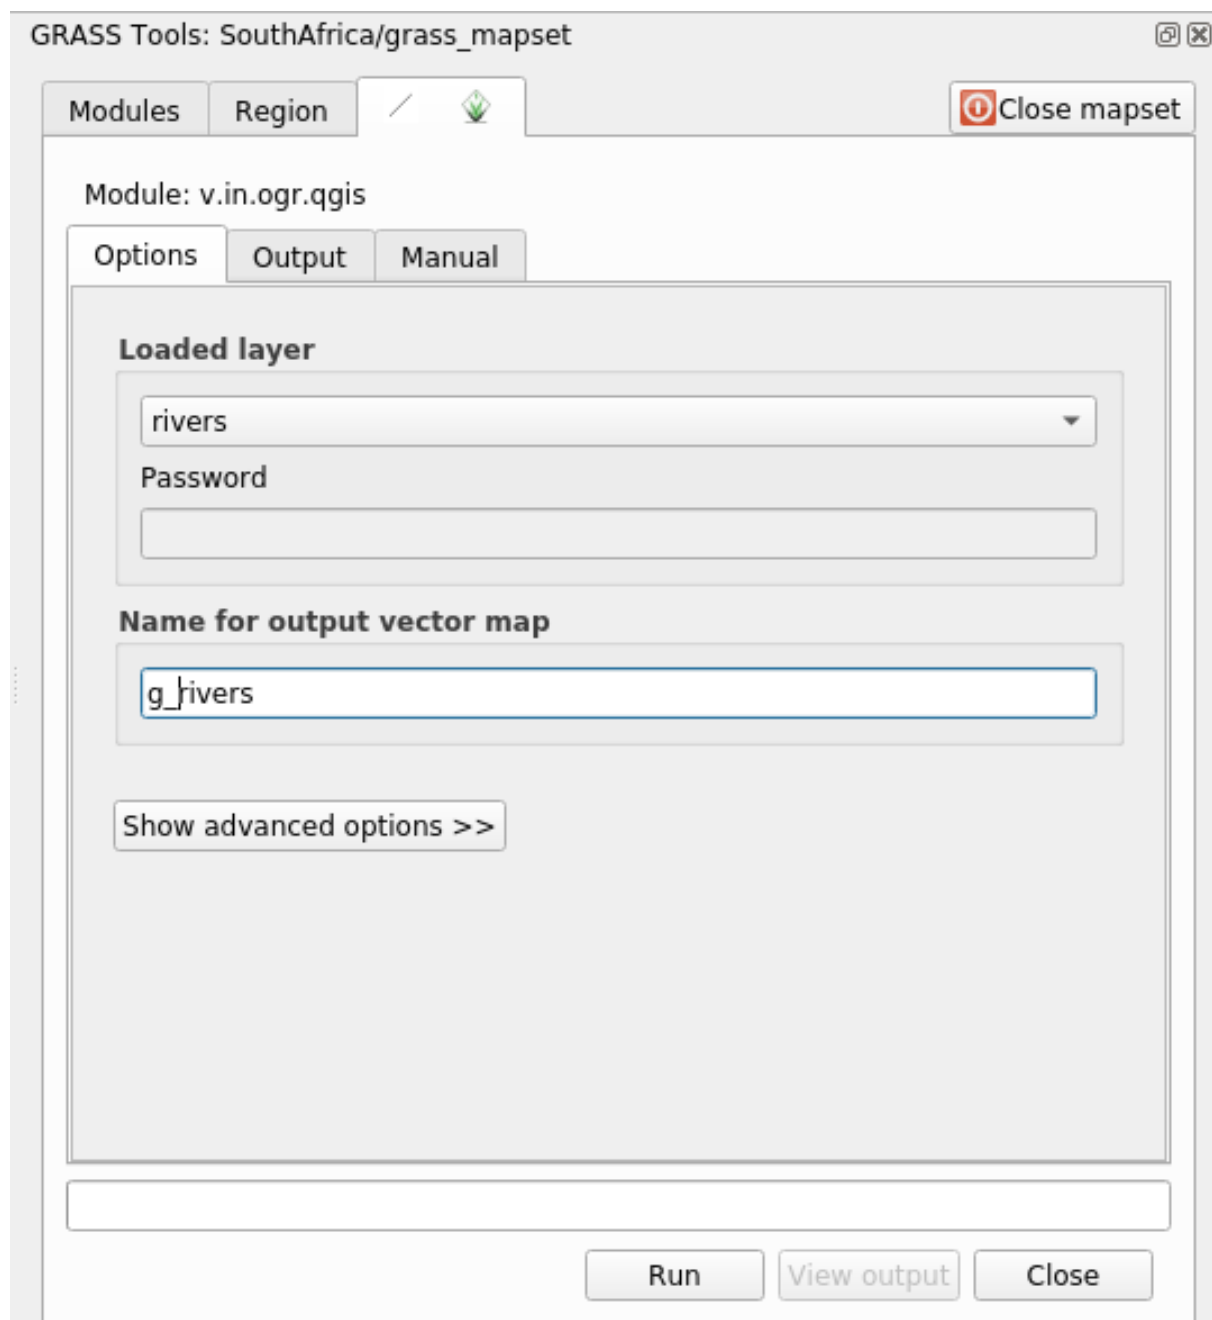 GRASS Tools: SouthAfrica/grass_mapset
Modules Region Close mapset
Module: v.in.ogr.qgis
Options Output Manual
Loaded layer
rivers
Password
Name for output vector map
g_rivers
Show advanced options >>
Run View output Close